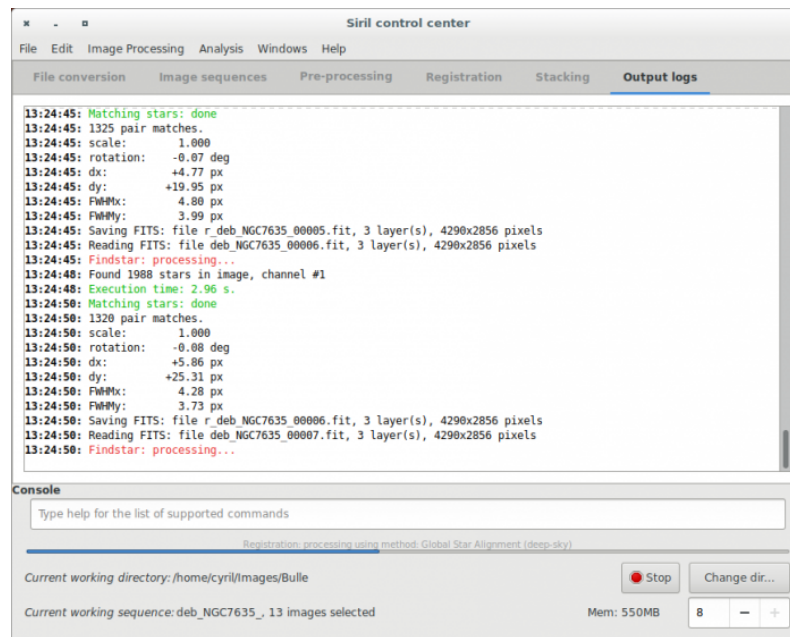 Siril control center
File Edit Image Processing Analysis Windows Help
File conversion Image sequences Pre-processing Registration Stacking Output logs
13:24:45: Matching stars: done
13:24:45: 1325 pair matches.
13:24:45: scale: 1.000
13:24:45: rotation: -0.07 deg
13:24:45: dx: +4.77 px
13:24:45: dy: +19.95 px
13:24:45: FWHMx: 4.80 px
13:24:45: FWHMy: 3.99 px
13:24:45: Saving FITS: file r_deb_NGC7635_00005.fit, 3 layer(s), 4290x2856 pixels
13:24:45: Reading FITS: file deb_NGC7635_00006.fit, 3 layer(s), 4290x2856 pixels
13:24:45: Findstar: processing...
13:24:48: Found 1988 stars in image, channel #1
13:24:48: Execution time: 2.96 s.
13:24:50: Matching stars: done
13:24:50: 1320 pair matches.
13:24:50: scale: 1.000
13:24:50: rotation: -0.08 deg
13:24:50: dx: +5.86 px
13:24:50: dy: +25.31 px
13:24:50: FWHMx: 4.28 px
13:24:50: FWHMy: 3.73 px
13:24:50: Saving FITS: file r_deb_NGC7635_00006.fit, 3 layer(s), 4290x2856 pixels
13:24:50: Reading FITS: file deb_NGC7635_00007.fit, 3 layer(s), 4290x2856 pixels
13:24:50: Findstar: processing...
Console
Type help for the list of supported commands
Registration: processing using method: Global Star Alignment (deep-sky)
Current working directory: /home/cyril/Images/Bulle Stop Change dir...
Current working sequence: deb_NGC7635_, 13 images selected Mem: 550MB 8 − +